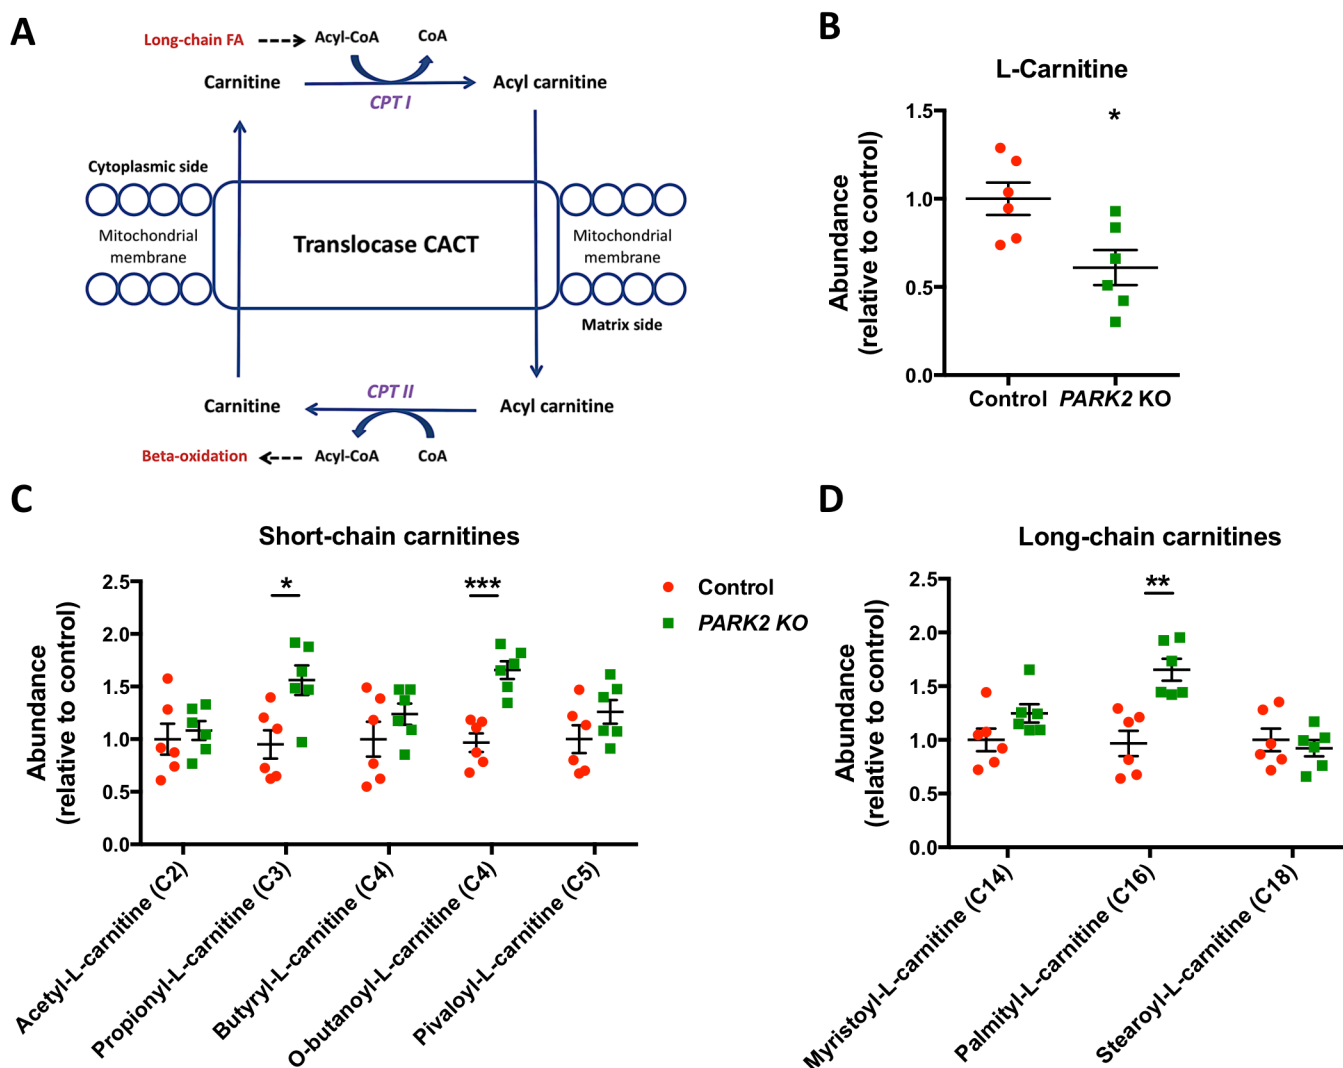 A
Long-chain FA
Acyl-CoA
CoA
Carnitine
Acyl carnitine
CPT I
Cytoplasmic side
Mitochondrial
membrane
Translocase CACT
Mitochondrial
membrane
Matrix side
CPT II
Carnitine
Acyl carnitine
Beta-oxidation
Acyl-CoA
CoA
B
L-Carnitine
Abundance
(relative to control)
1.5
1.0
0.5
0.0
*
Control
PARK2 KO
C
Short-chain carnitines
Abundance
(relative to control)
2.5
2.0
1.5
1.0
0.5
0.0
*
***
Acetyl-L-carnitine (C2)
Propionyl-L-carnitine (C3)
Butyryl-L-carnitine (C4)
O-butanoyl-L-carnitine (C4)
Pivaloyl-L-carnitine (C5)
Control
PARK2 KO
D
Long-chain carnitines
Abundance
(relative to control)
2.5
2.0
1.5
1.0
0.5
0.0
**
Myristoyl-L-carnitine (C14)
Palmityl-L-carnitine (C16)
Stearoyl-L-carnitine (C18)